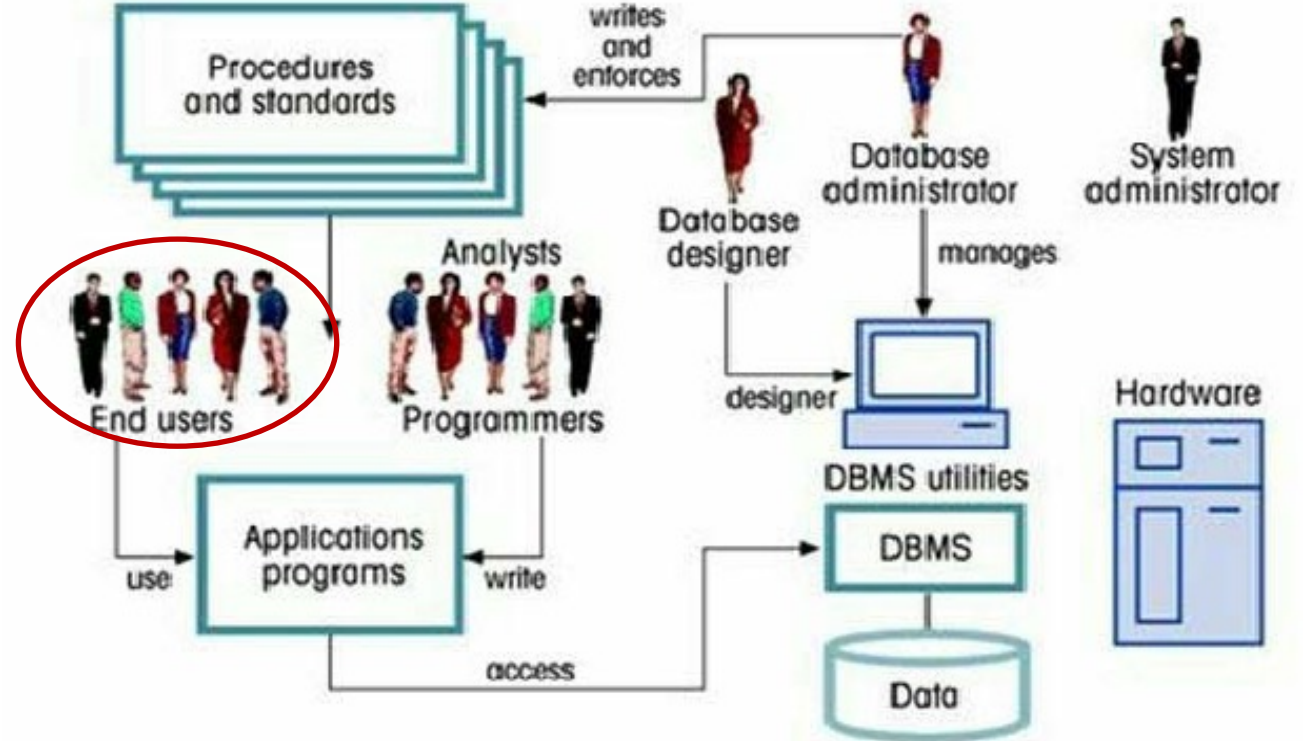 writes
and
enforces
Procedures
and standards
Database
administrator
System
administrator
Database
designer
manages
Analysts
designer
Hardware
End users
Programmers
DBMS utilities
Applications
programs
DBMS
use
write
access
Data